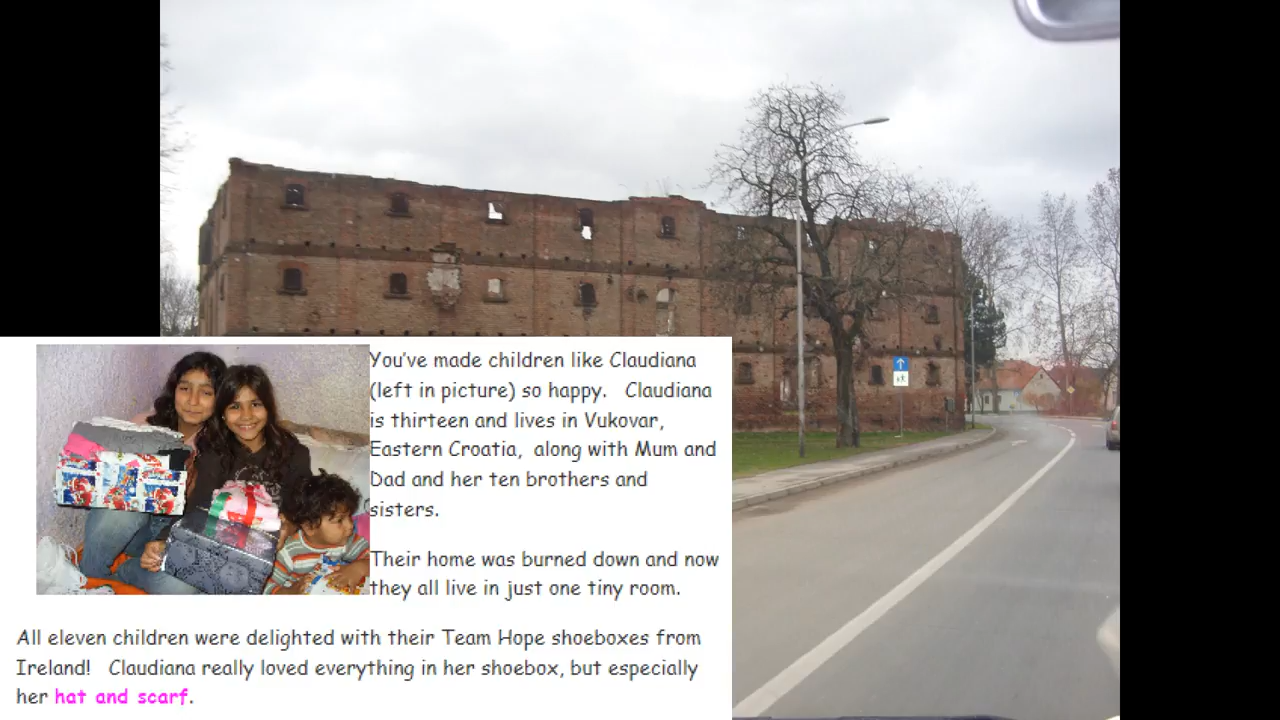 You've made children like Claudiana
(left in picture) so happy.   Claudiana
is thirteen and lives in Vukovar,
Eastern Croatia,  along with Mum and
Dad and her ten brothers and
sisters.
Their home was burned down and now
they all live in just one tiny room.
All eleven children were delighted with their Team Hope shoeboxes from
Ireland!   Claudiana really loved everything in her shoebox, but especially
her hat and scarf.